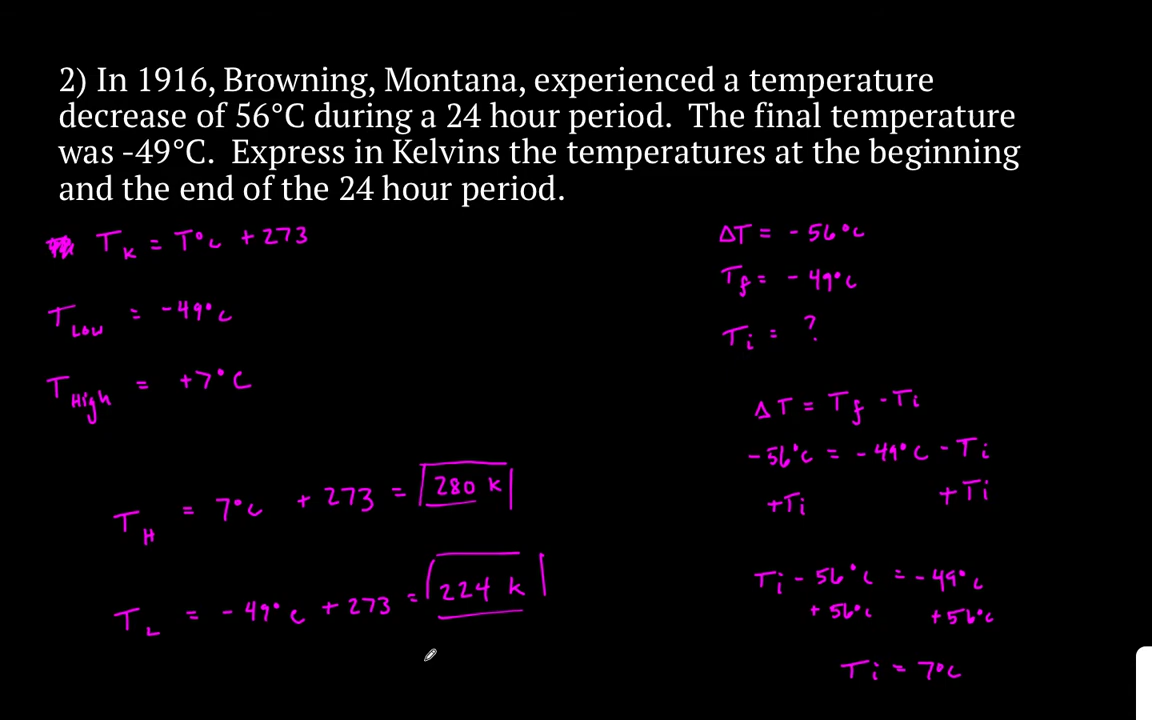 2) In 1916, Browning, Montana, experienced a temperature
decrease of 56°C during a 24 hour period. The final temperature
was -49°C. Express in Kelvins the temperatures at the beginning
and the end of the 24 hour period.
T_K = T°C + 273
T_Low = -49°C
T_High = +7°C
T_H = 7°C + 273 = 280 K
T_L = -49°C + 273 = 224 K
ΔT = -56°C
T_f = -49°C
T_i = ?
ΔT = T_f - T_i
-56°C = -49°C - T_i
+T_i +T_i
T_i - 56°C = -49°C
+56°C +56°C
T_i = 7°C